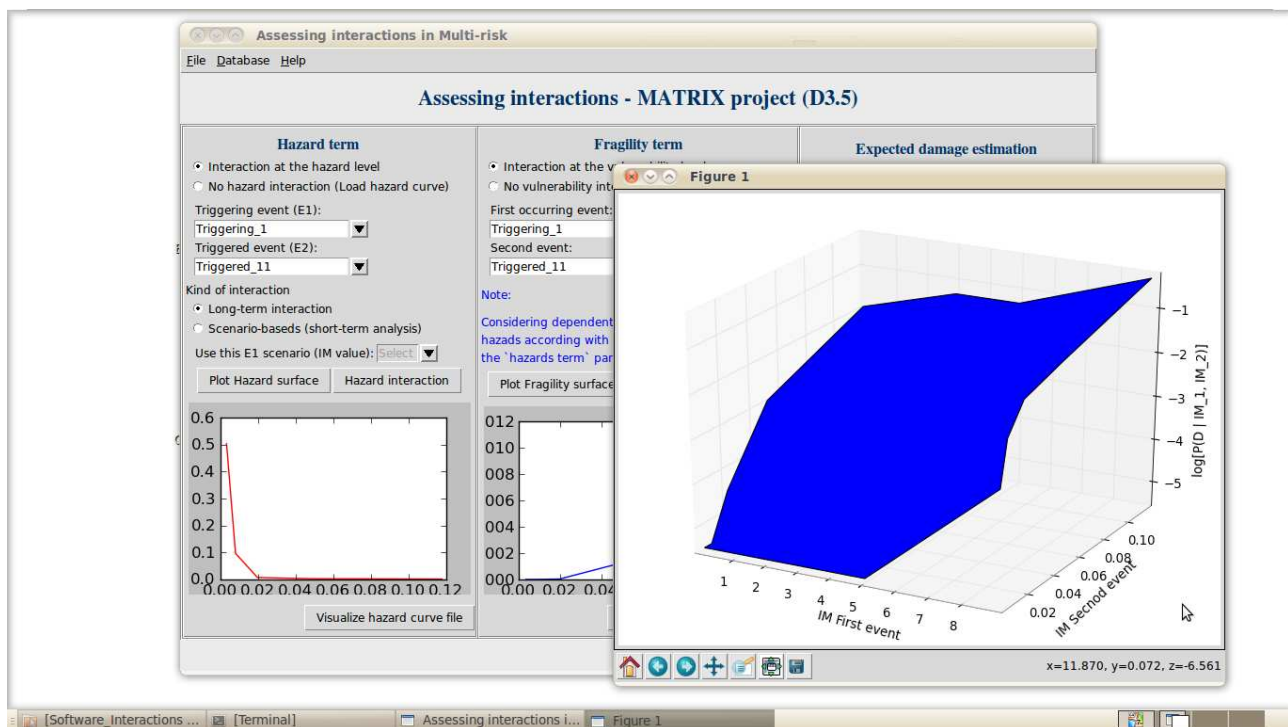 Assessing interactions in Multi-risk
File Database Help
Assessing interactions - MATRIX project (D3.5)
Hazard term
Interaction at the hazard level
No hazard interaction (Load hazard curve)
Triggering event (E1):
Triggering_1
Triggered event (E2):
Triggered_11
Kind of interaction
Long-term interaction
Scenario-baseds (short-term analysis)
Use this E1 scenario (IM value): Select
Plot Hazard surface Hazard interaction
0.6
0.5
0.4
0.3
0.2
0.1
0.0
0.00 0.02 0.04 0.06 0.08 0.10 0.12
Visualize hazard curve file
Fragility term
Interaction at the
No vulnerability
First occurring event:
Triggering_1
Second event:
Triggered_11
Note:
Considering dependent
hazads according with
the `hazards term`
Plot Fragility surface
012
010
008
006
004
002
000
0.00 0.02 0.04
Expected damage estimation
Figure 1
−1
−2
−3
−4
−5
log[P(D | IM_1, IM_2)]
0.10
0.08
0.06
0.04
0.02
IM Secnod event
1 2 3 4 5 6 7 8
IM First event
x=11.870, y=0.072, z=-6.561
[Software_Interactions ... [Terminal] Assessing interactions i... Figure 1